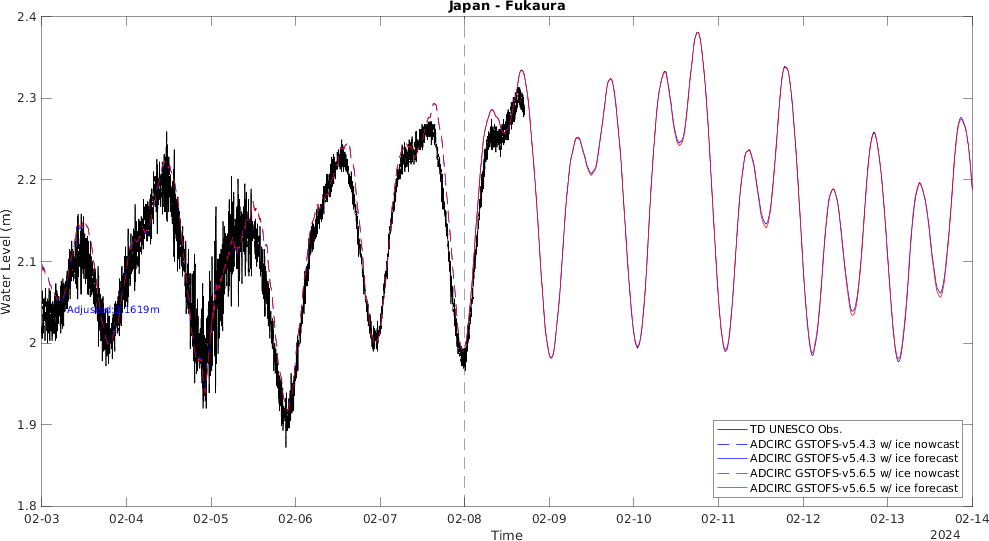 Japan - Fukaura
Water Level (m)
2.4
2.3
2.2
2.1
2
1.9
1.8
02-03 02-04 02-05 02-06 02-07 02-08 02-09 02-10 02-11 02-12 02-13 02-14
Time
2024
TD UNESCO Obs.
ADCIRC GSTOFS-v5.4.3 w/ ice nowcast
ADCIRC GSTOFS-v5.4.3 w/ ice forecast
ADCIRC GSTOFS-v5.6.5 w/ ice nowcast
ADCIRC GSTOFS-v5.6.5 w/ ice forecast